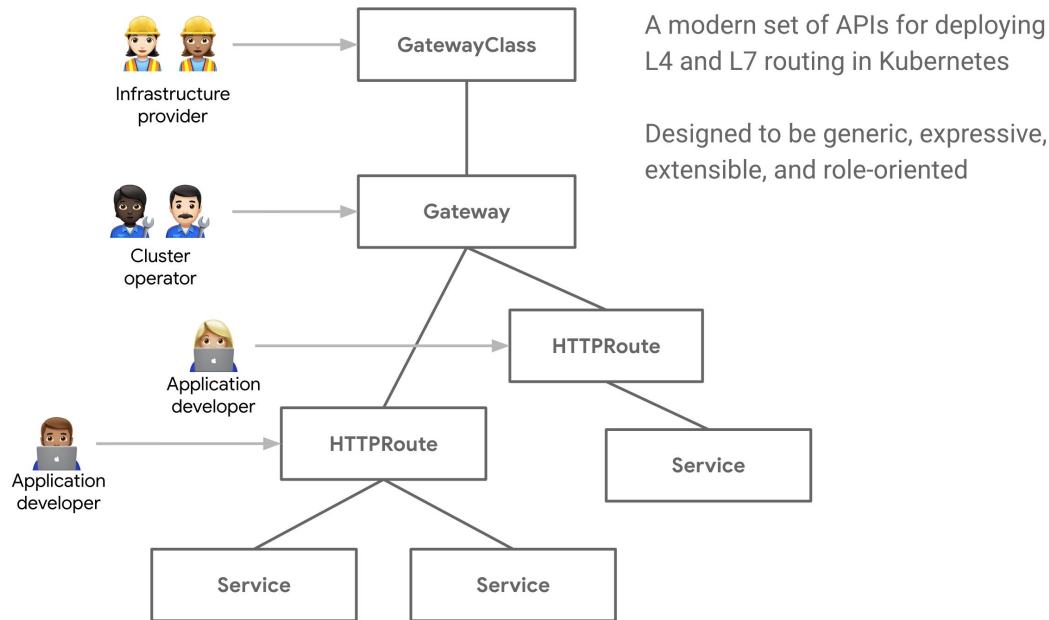 GatewayClass
A modern set of APIs for deploying
L4 and L7 routing in Kubernetes
Infrastructure
provider
Designed to be generic, expressive,
extensible, and role-oriented
Gateway
Cluster
operator
HTTPRoute
Application
developer
HTTPRoute
Service
Application
developer
Service
Service